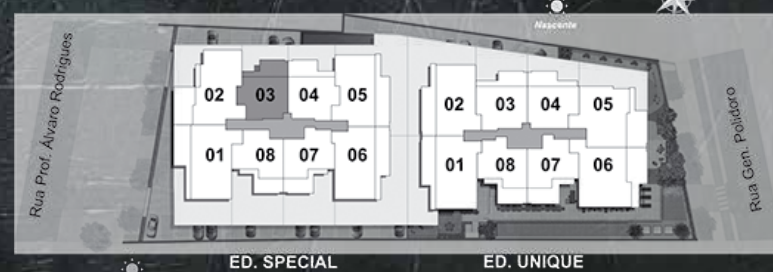 Nascente
Rua Prof. Álvaro Rodrigues
02 03 04 05
01 08 07 06
02 03 04 05
01 08 07 06
Rua Gen. Polidoro
ED. SPECIAL
ED. UNIQUE